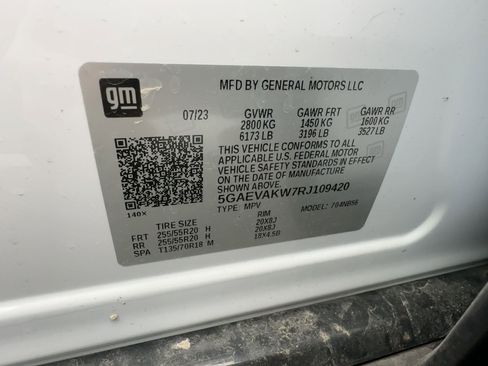 gm
MFD BY GENERAL MOTORS LLC
07/23 GVWR GAWR FRT GAWR RR
2800 KG 1450 KG 1600 KG
6173 LB 3196 LB 3527 LB
THIS VEHICLE CONFORMS TO ALL
APPLICABLE U.S. FEDERAL MOTOR
VEHICLE SAFETY STANDARDS IN EFFECT
ON THE DATE OF MANUFACTURE
SHOWN ABOVE.
5GAEVAKW7RJ109420
140X TYPE: MPV MODEL: 704NB56
TIRE SIZE RIM
FRT 255/55R20 H 20X8J
RR 255/55R20 H 20X8J
SPA T135/70R18 M 18X4.5B